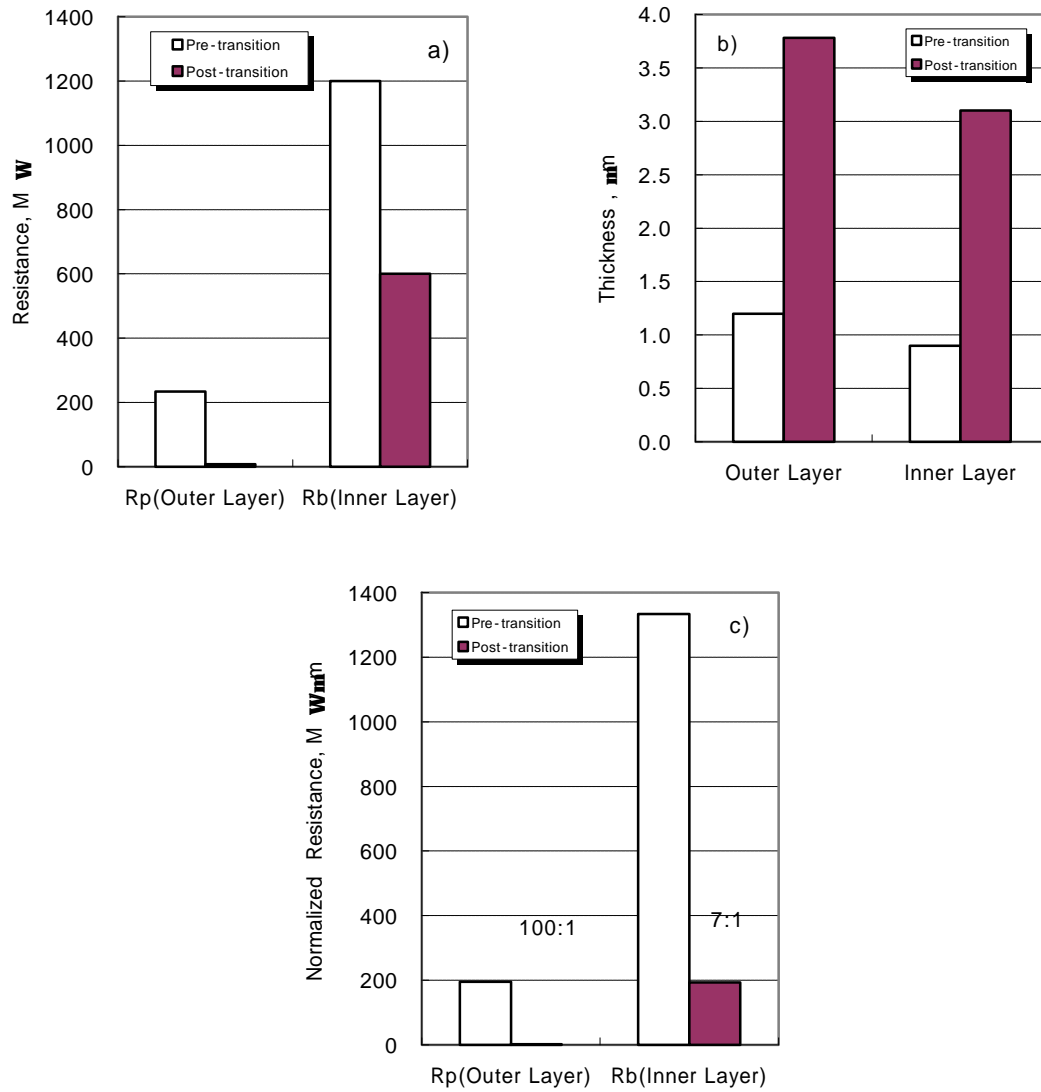 a)
Pre-transition
Post-transition
1400
1200
1000
800
600
400
200
0
Resistance, M W
Rp(Outer Layer) Rb(Inner Layer)
b)
Pre-transition
Post-transition
4.0
3.5
3.0
2.5
2.0
1.5
1.0
0.5
0.0
Thickness , mm
Outer Layer Inner Layer
c)
Pre-transition
Post-transition
1400
1200
1000
800
600
400
200
0
Normalized Resistance, M Wmm
100:1
7:1
Rp(Outer Layer) Rb(Inner Layer)